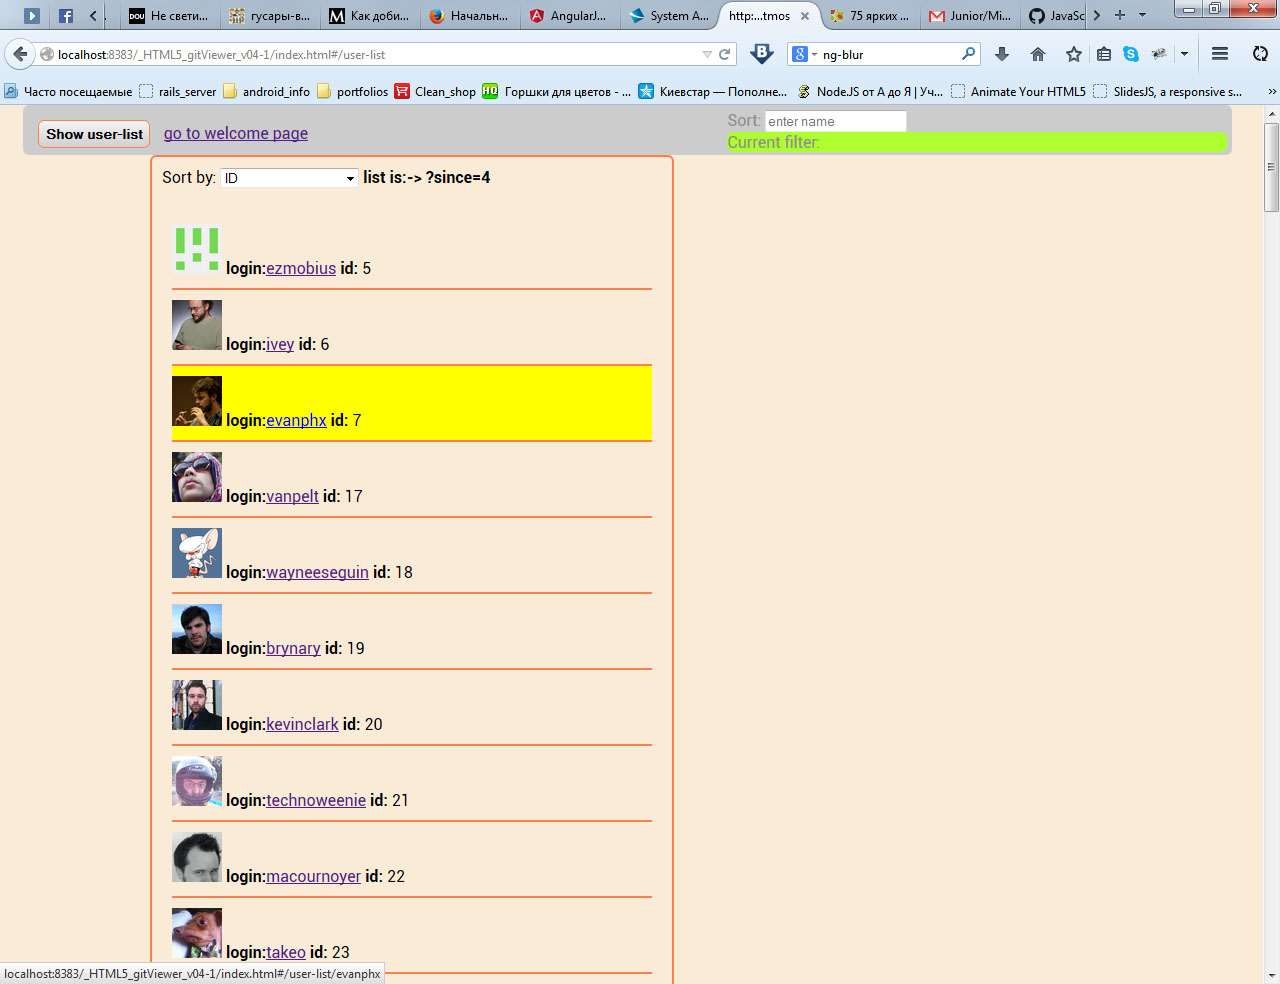 Не свети...
гусары-в...
Как доби...
Начальн...
AngularJ...
System A...
http:...tmos
75 ярких ...
Junior/Mi...
JavaSc
localhost:8383/_HTML5_gitViewer_v04-1/index.html#/user-list
ng-blur
Часто посещаемые
rails_server
android_info
portfolios
Clean_shop
Горшки для цветов - ...
Киевстар — Пополне...
NodeJS от А до Я | Уч...
Animate Your HTML5
SlidesJS, a responsive s...
Show user-list
go to welcome page
Sort: enter name
Current filter:
Sort by: ID list is:-> ?since=4
login:ezmobius id: 5
login:ivey id: 6
login:evanphx id: 7
login:vanpelt id: 17
login:wayneeseguin id: 18
login:brynary id: 19
login:kevinclark id: 20
login:technoweenie id: 21
login:macournoyer id: 22
login:takeo id: 23
localhost:8383/_HTML5_gitViewer_v04-1/index.html#/user-list/evanphx